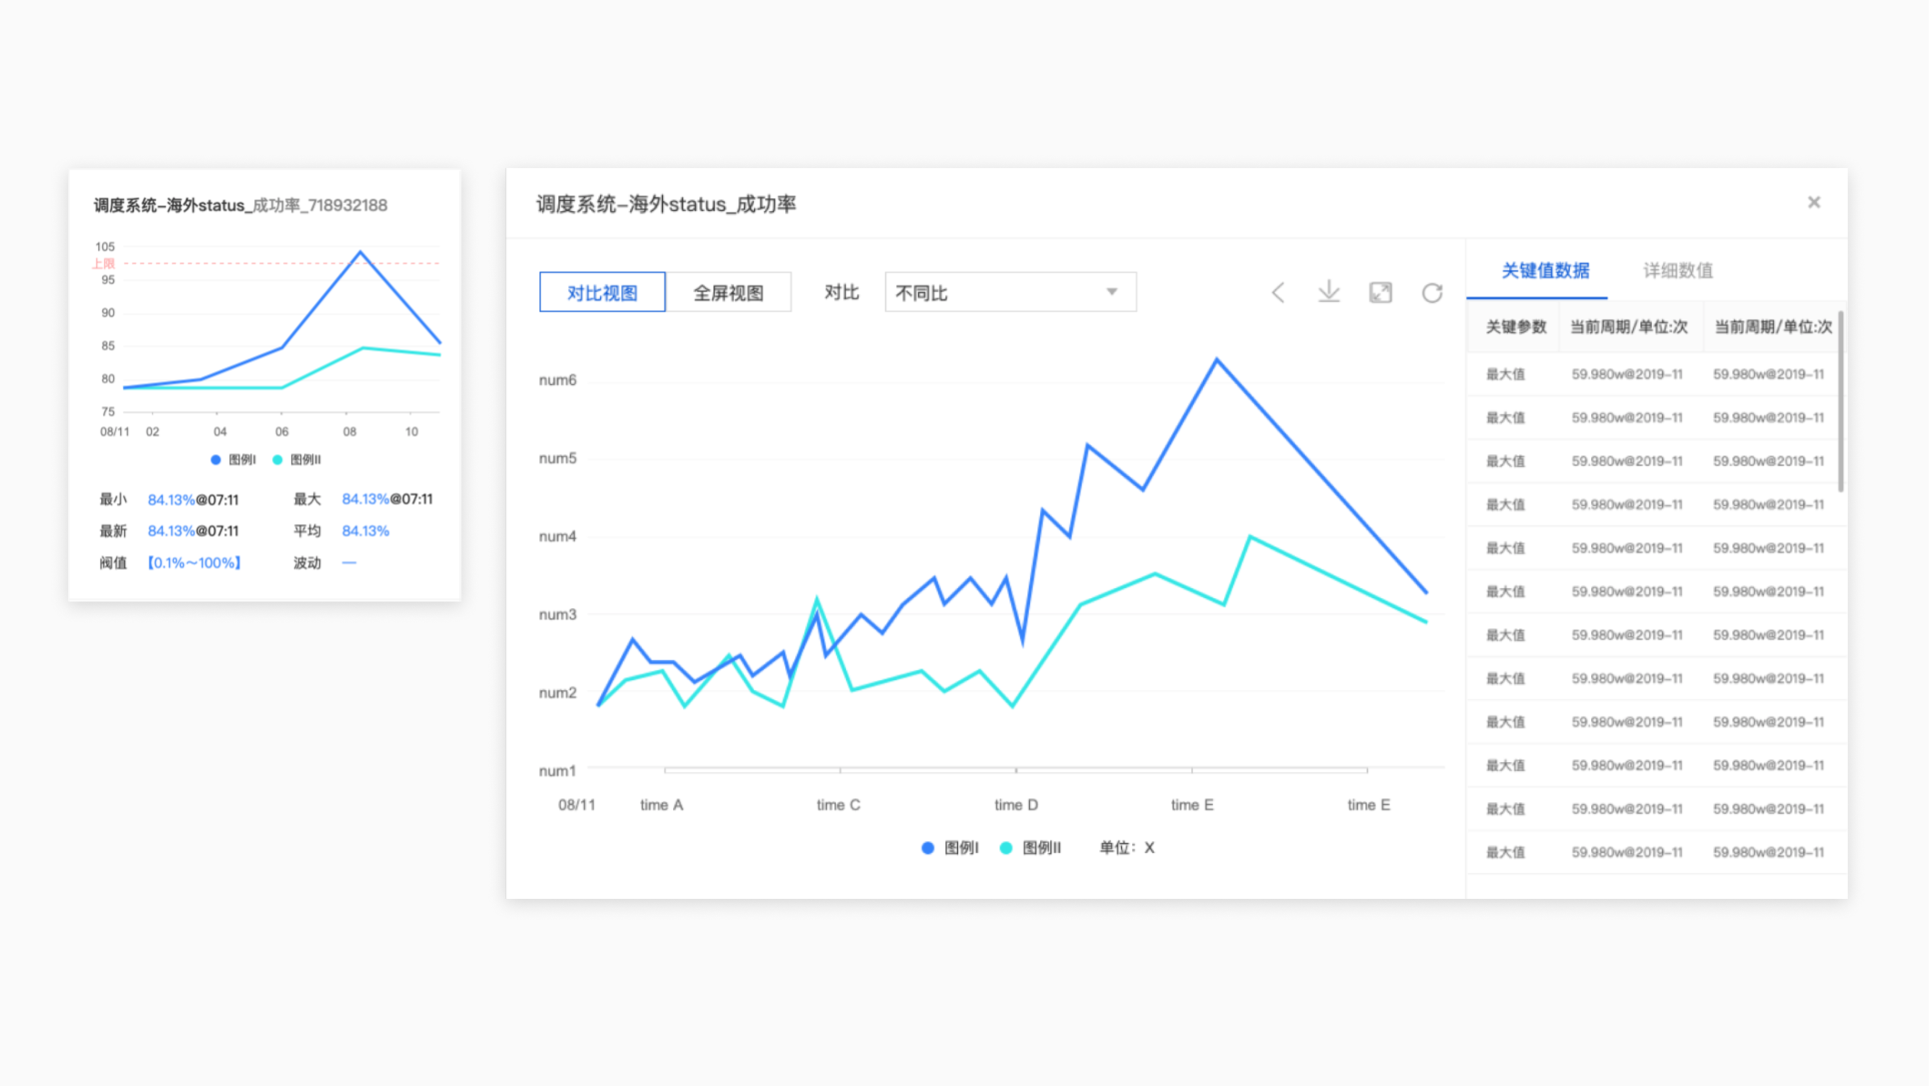 调度系统–海外status_成功率_718932188
105
上限
95
90
85
80
75
08/11 02 04 06 08 10
图例I 图例II
最小 84.13%@07:11 最大 84.13%@07:11
最新 84.13%@07:11 平均 84.13%
阀值 【0.1%～100%】 波动 —
调度系统–海外status_成功率
对比视图 全屏视图 对比 不同比
num6
num5
num4
num3
num2
num1
08/11 time A time C time D time E time E
图例I 图例II 单位：X
关键值数据 详细数值
关键参数 当前周期/单位:次 当前周期/单位:次
最大值 59.980w@2019–11 59.980w@2019–11
最大值 59.980w@2019–11 59.980w@2019–11
最大值 59.980w@2019–11 59.980w@2019–11
最大值 59.980w@2019–11 59.980w@2019–11
最大值 59.980w@2019–11 59.980w@2019–11
最大值 59.980w@2019–11 59.980w@2019–11
最大值 59.980w@2019–11 59.980w@2019–11
最大值 59.980w@2019–11 59.980w@2019–11
最大值 59.980w@2019–11 59.980w@2019–11
最大值 59.980w@2019–11 59.980w@2019–11
最大值 59.980w@2019–11 59.980w@2019–11
最大值 59.980w@2019–11 59.980w@2019–11